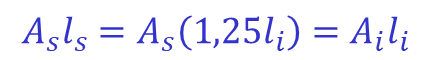 Aₛlₛ = Aₛ(1,25lᵢ) = Aᵢlᵢ